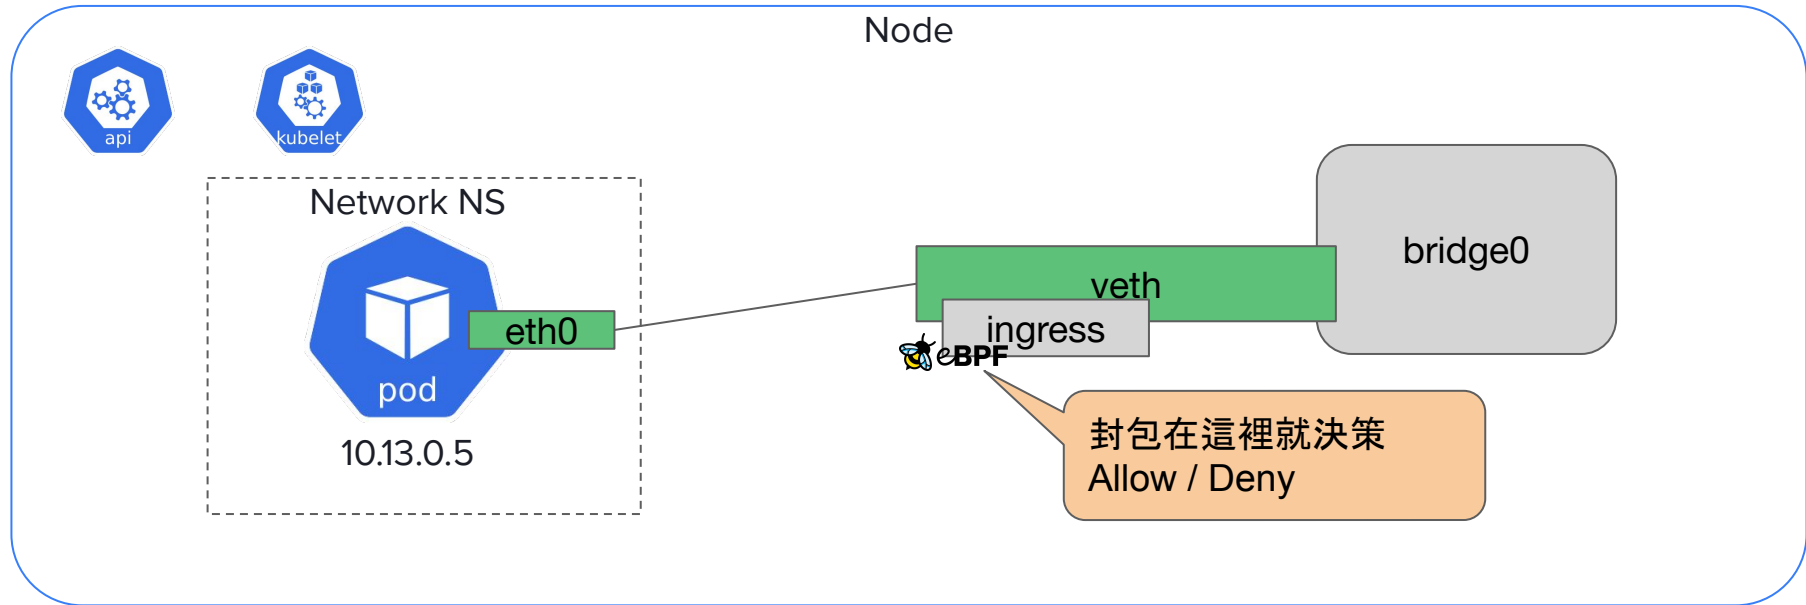 Node
api
kubelet
Network NS
pod
eth0
10.13.0.5
veth
ingress
eBPF
bridge0
封包在這裡就決策
Allow / Deny